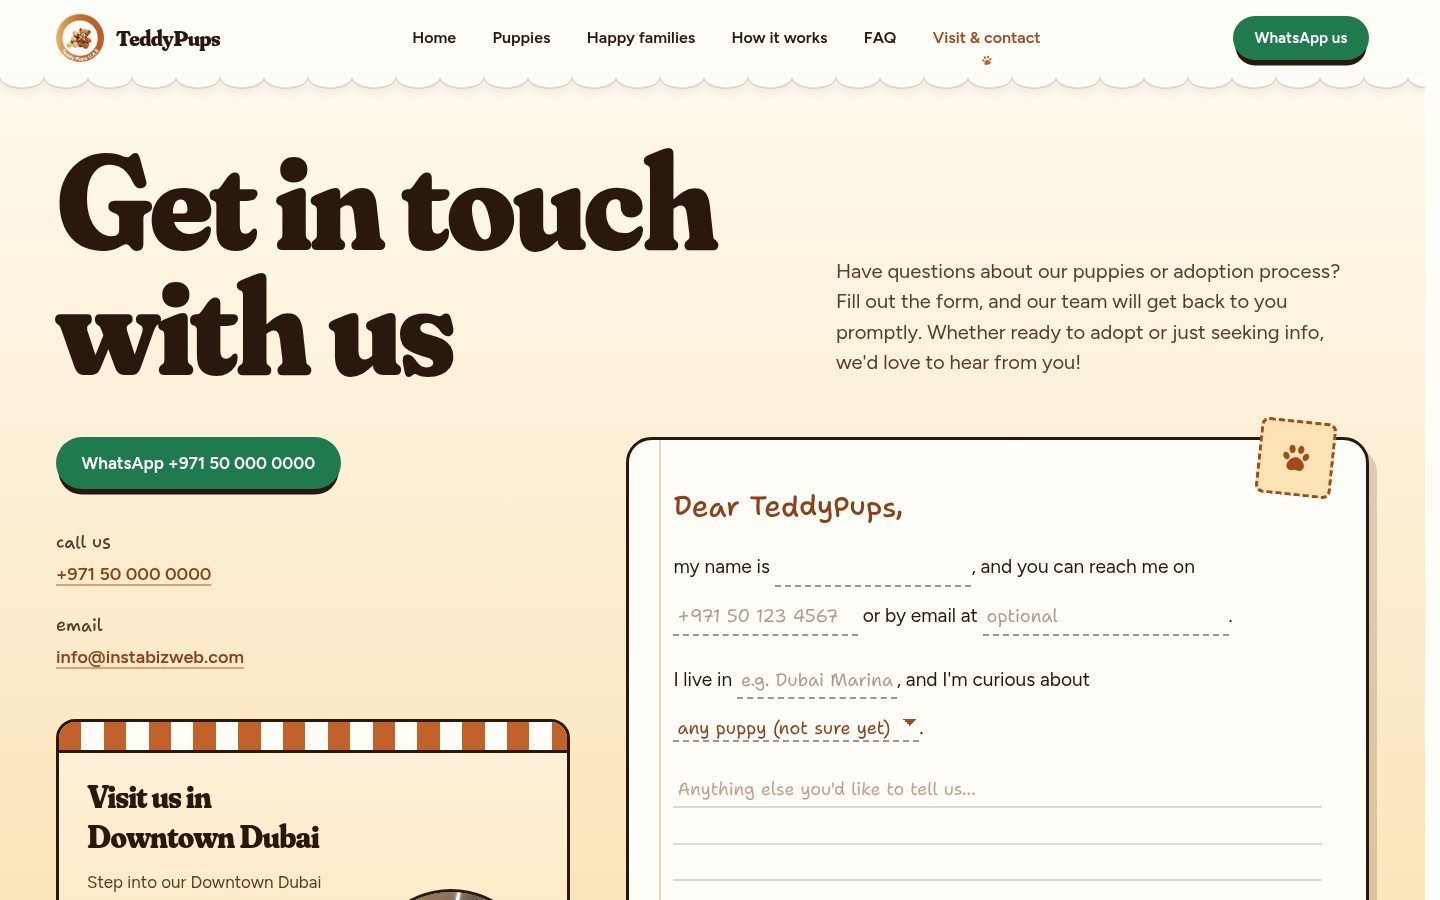 TeddyPups
Home
Puppies
Happy families
How it works
FAQ
Visit & contact
WhatsApp us
Get in touch
with us
Have questions about our puppies or adoption process?
Fill out the form, and our team will get back to you
promptly. Whether ready to adopt or just seeking info,
we'd love to hear from you!
WhatsApp +971 50 000 0000
call us
+971 50 000 0000
email
info@instabizweb.com
Visit us in
Downtown Dubai
Step into our Downtown Dubai
Dear TeddyPups,
my name is , and you can reach me on
+971 50 123 4567 or by email at optional .
I live in e.g. Dubai Marina , and I'm curious about
any puppy (not sure yet) .
Anything else you'd like to tell us...